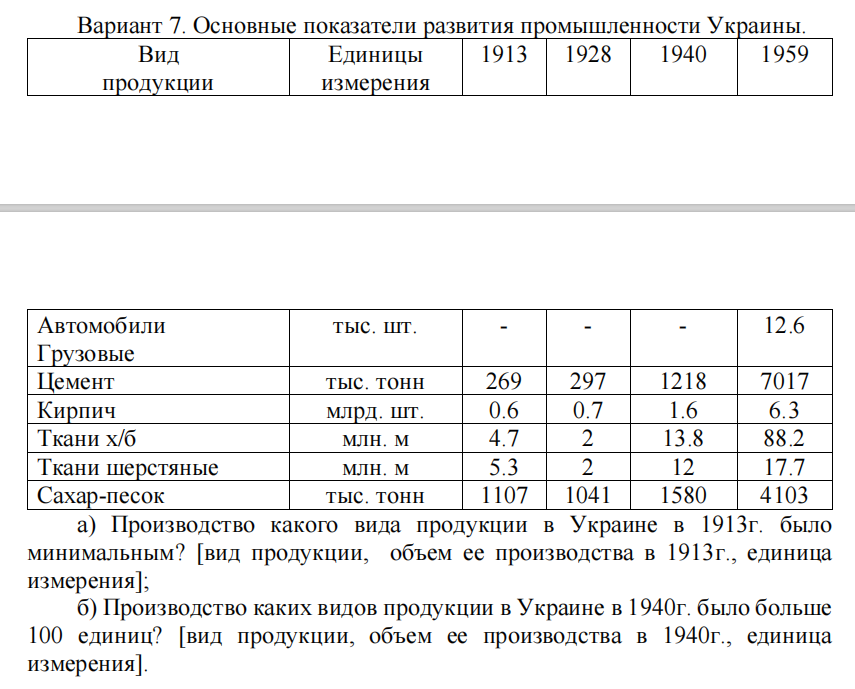 Вариант 7. Основные показатели развития промышленности Украины.
Вид продукции Единицы измерения 1913 1928 1940 1959
Автомобили Грузовые тыс. шт. - - - 12.6
Цемент тыс. тонн 269 297 1218 7017
Кирпич млрд. шт. 0.6 0.7 1.6 6.3
Ткани х/б млн. м 4.7 2 13.8 88.2
Ткани шерстяные млн. м 5.3 2 12 17.7
Сахар-песок тыс. тонн 1107 1041 1580 4103
а) Производство какого вида продукции в Украине в 1913г. было
минимальным? [вид продукции, объем ее производства в 1913г., единица
измерения];
б) Производство каких видов продукции в Украине в 1940г. было больше
100 единиц? [вид продукции, объем ее производства в 1940г., единица
измерения].